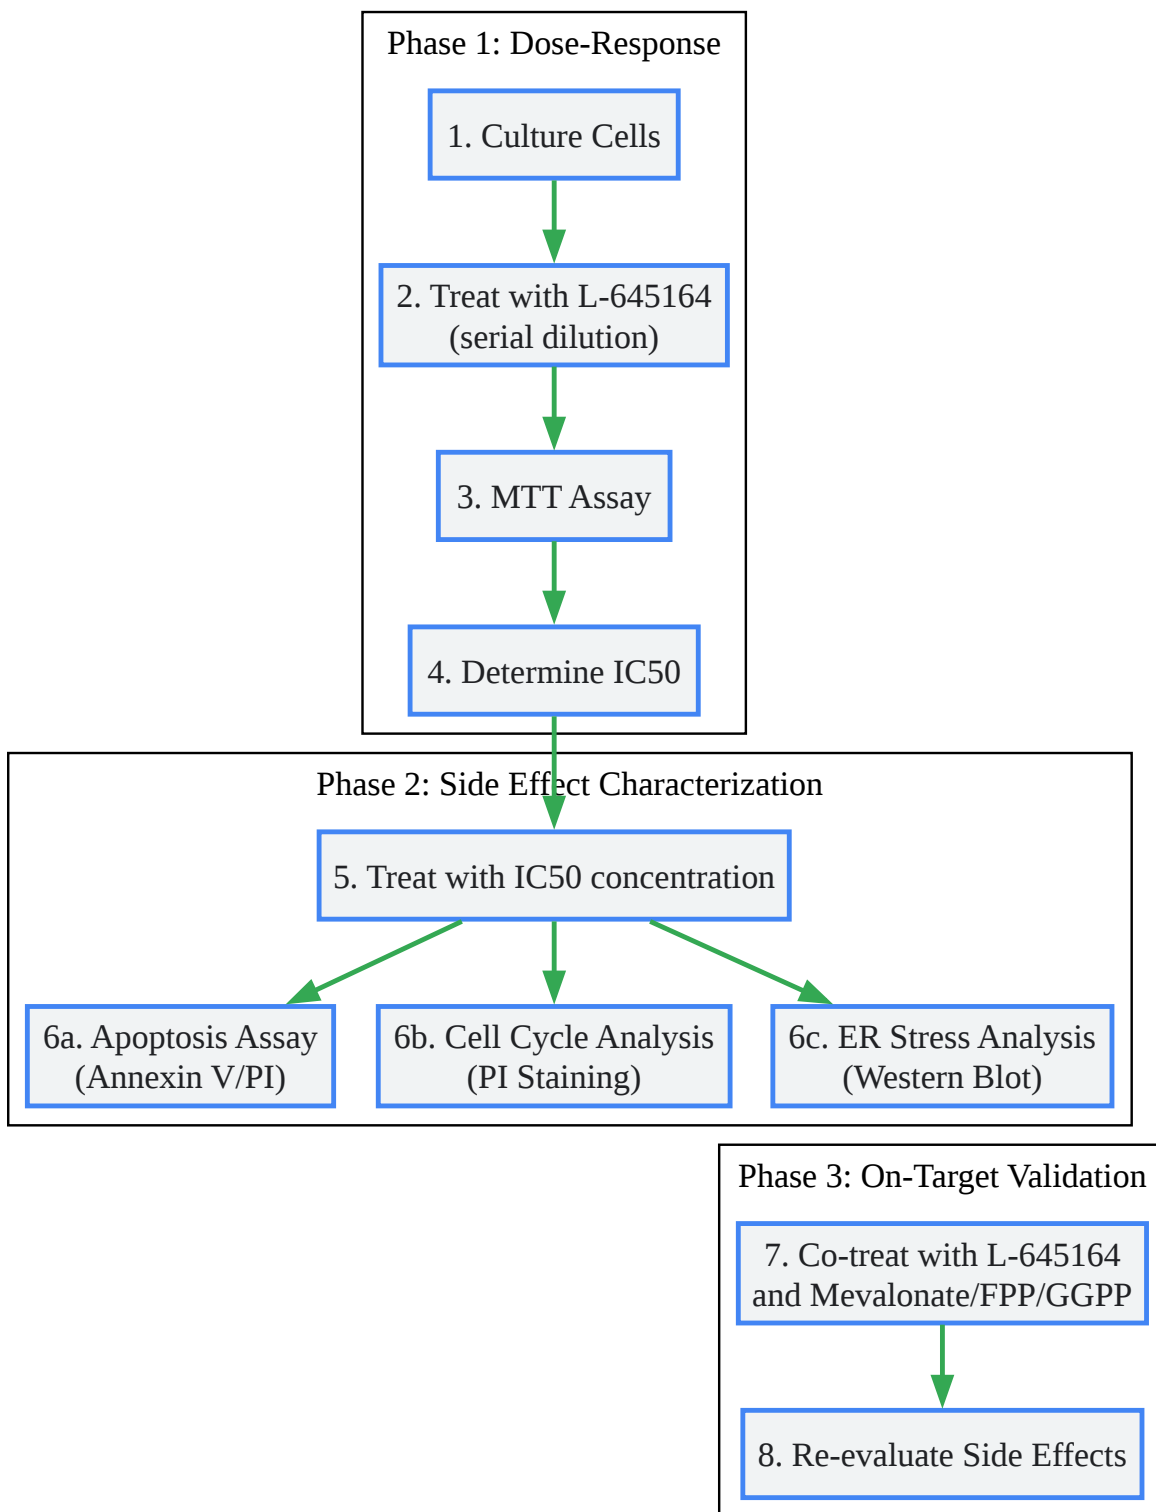 Phase 1: Dose-Response
1. Culture Cells
2. Treat with L-645164
(serial dilution)
3. MTT Assay
4. Determine IC50
Phase 2: Side Effect Characterization
5. Treat with IC50 concentration
6a. Apoptosis Assay
(Annexin V/PI)
6b. Cell Cycle Analysis
(PI Staining)
6c. ER Stress Analysis
(Western Blot)
Phase 3: On-Target Validation
7. Co-treat with L-645164
and Mevalonate/FPP/GGPP
8. Re-evaluate Side Effects